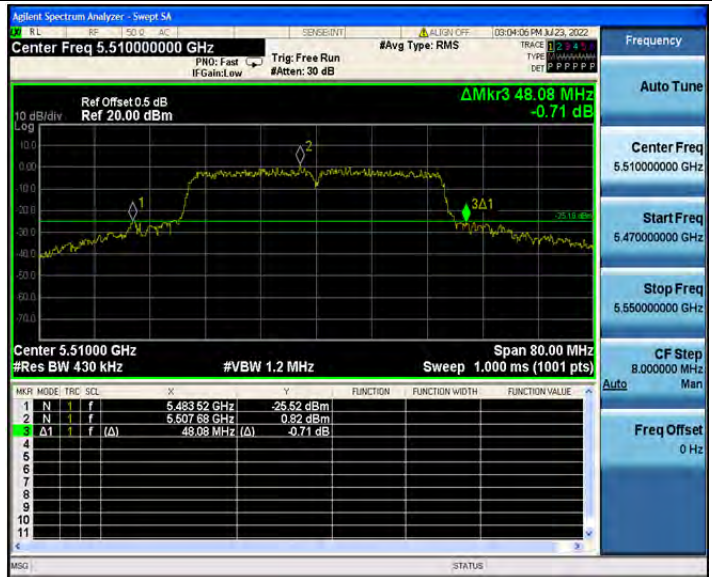 Agilent Spectrum Analyzer - Swept SA
RL RF 50 Ω AC SENSE:INT ALIGN OFF 03:04:06 PM Jul 23, 2022
Center Freq 5.510000000 GHz #Avg Type: RMS TRACE 1 2 3 4 5 6
PNO: Fast Trig: Free Run TYPE
IFGain:Low #Atten: 30 dB DET P P P P P P
Frequency
Auto Tune
Center Freq
5.510000000 GHz
Start Freq
5.470000000 GHz
Stop Freq
5.550000000 GHz
CF Step
8.000000 MHz
Auto Man
Freq Offset
0 Hz
ΔMkr3 48.08 MHz
-0.71 dB
Ref Offset 0.5 dB
10 dB/div Ref 20.00 dBm
Log
10.0
0.00
-10.0
-20.0
-30.0
-40.0
-50.0
-60.0
-70.0
1
2
3Δ1
Center 5.51000 GHz Span 80.00 MHz
#Res BW 430 kHz #VBW 1.2 MHz Sweep 1.000 ms (1001 pts)
MKR MODE TRC SCL X Y FUNCTION FUNCTION WIDTH FUNCTION VALUE
1 N 1 f 5.483 52 GHz -25.52 dBm
2 N 1 f 5.507 68 GHz 0.82 dBm
3 Δ1 1 f (Δ) 48.08 MHz (Δ) -0.71 dB
4
5
6
7
8
9
10
11
MSG STATUS